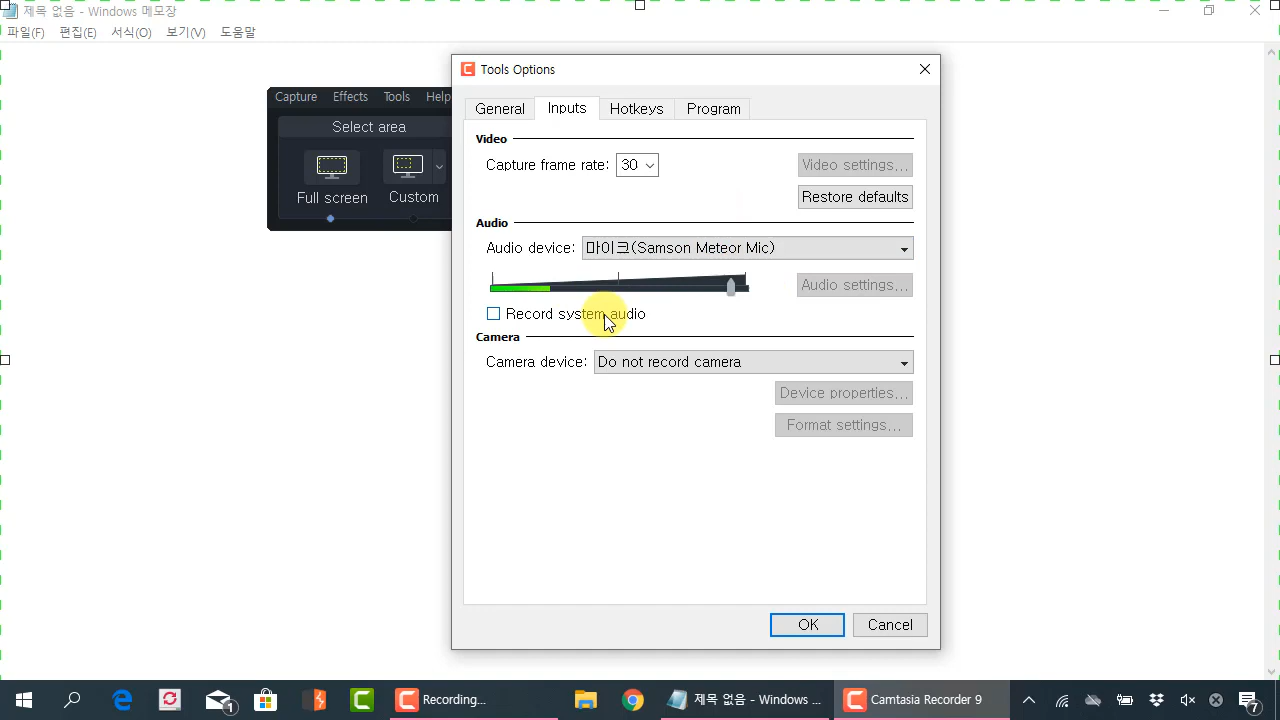 제목 없음 - Windows 메모장
파일(F) 편집(E) 서식(O) 보기(V) 도움말
Capture Effects Tools Help
Select area
Full screen Custom
Tools Options
General Inputs Hotkeys Program
Video
Capture frame rate: 30 Video settings...
Restore defaults
Audio
Audio device: 마이크(Samson Meteor Mic)
Audio settings...
Record system audio
Camera
Camera device: Do not record camera
Device properties...
Format settings...
OK Cancel
1 Recording... 제목 없음 - Windows ... Camtasia Recorder 9 7